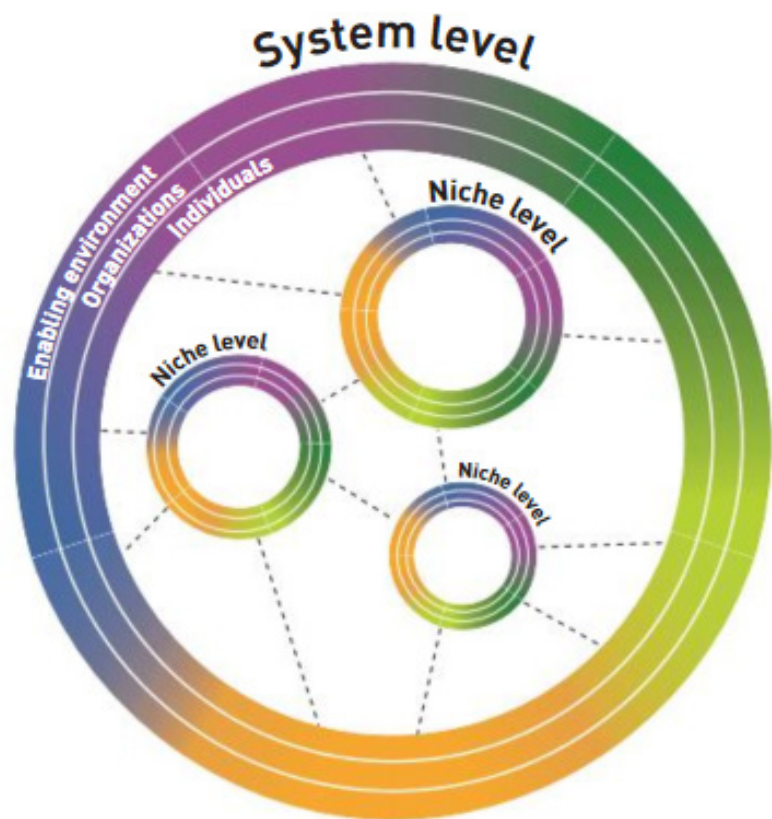 System level
Enabling environment
Organizations
Individuals
Niche level
Niche level
Niche level